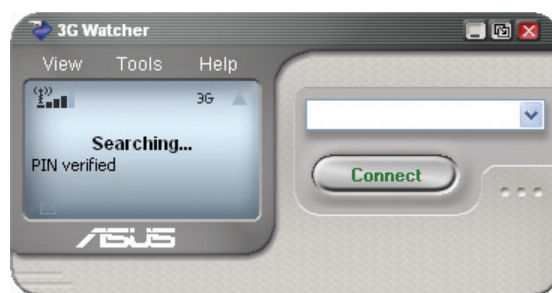 3G Watcher
View Tools Help
3G
Searching...
PIN verified
Connect
ASUS